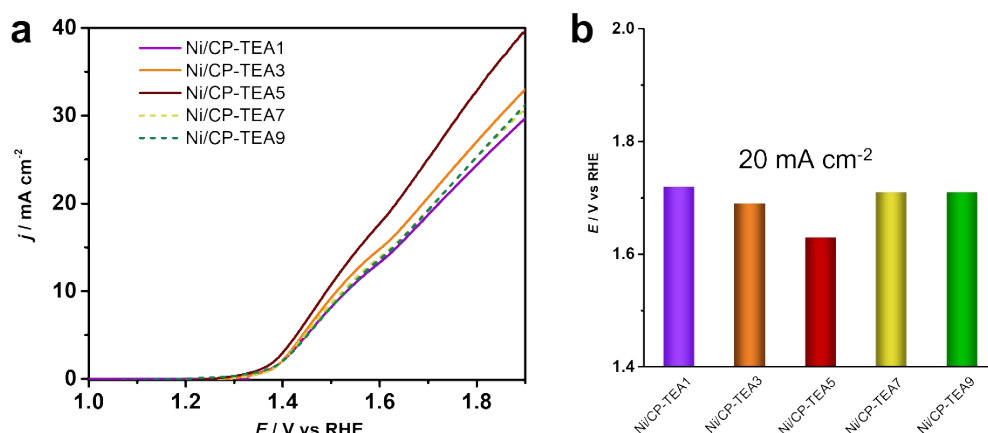 a
40
30
20
10
0
j / mA cm-2
Ni/CP-TEA1
Ni/CP-TEA3
Ni/CP-TEA5
Ni/CP-TEA7
Ni/CP-TEA9
1.0 1.2 1.4 1.6 1.8
E / V vs RHE
b
2.0
1.8
1.6
1.4
E / V vs RHE
20 mA cm-2
Ni/CP-TEA1
Ni/CP-TEA3
Ni/CP-TEA5
Ni/CP-TEA7
Ni/CP-TEA9